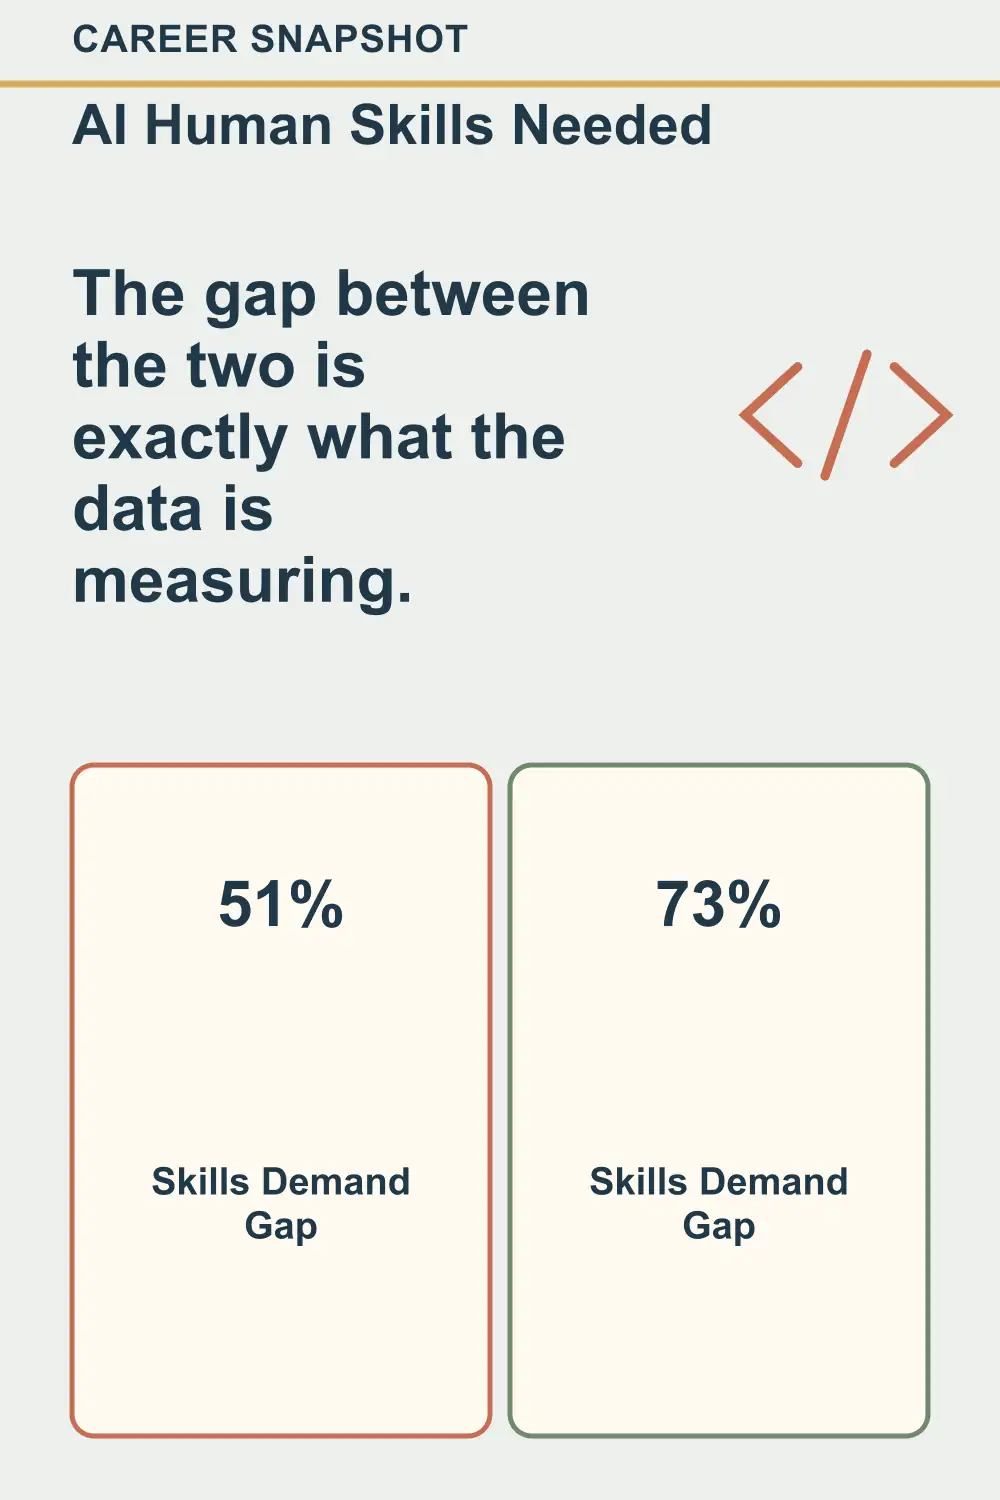 CAREER SNAPSHOT
AI Human Skills Needed
The gap between
the two is
exactly what the
data is
measuring.
</>
51%
Skills Demand
Gap
73%
Skills Demand
Gap